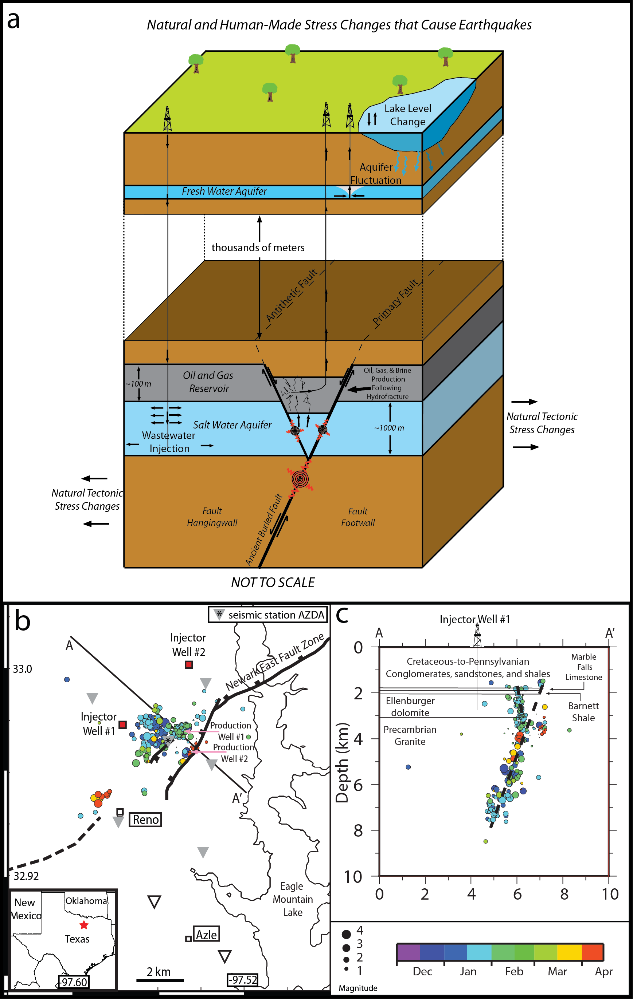 a
Natural and Human-Made Stress Changes that Cause Earthquakes
Lake Level
Change
Aquifer
Fluctuation
Fresh Water Aquifer
thousands of meters
Antithetic Fault
Primary Fault
Oil and Gas
Reservoir
~100 m
Oil, Gas, & Brine
Production
Following
Hydrofracture
Salt Water Aquifer
~1000 m
Wastewater
Injection
Natural Tectonic
Stress Changes
Natural Tectonic
Stress Changes
Fault
Hangingwall
Ancient Buried Fault
Fault
Footwall
NOT TO SCALE
b
* seismic station AZDA
A
Injector
Well #2
Newark East Fault Zone
33.0
Injector
Well #1
Production
Well #1
Production
Well #2
*
A'
Reno
32.92
Eagle
Mountain
Lake
New
Mexico
Oklahoma
Texas
Azle
2 km
-97.60
-97.52
c
Injector Well #1
A
A'
0
2
4
6
8
10
Depth (km)
Cretaceous-to-Pennsylvanian
Conglomerates, sandstones, and shales
Marble
Falls
Limestone
Ellenburger
dolomite
Barnett
Shale
Precambrian
Granite
0 2 4 6 8 10
4
3
2
1
Magnitude
Dec Jan Feb Mar Apr